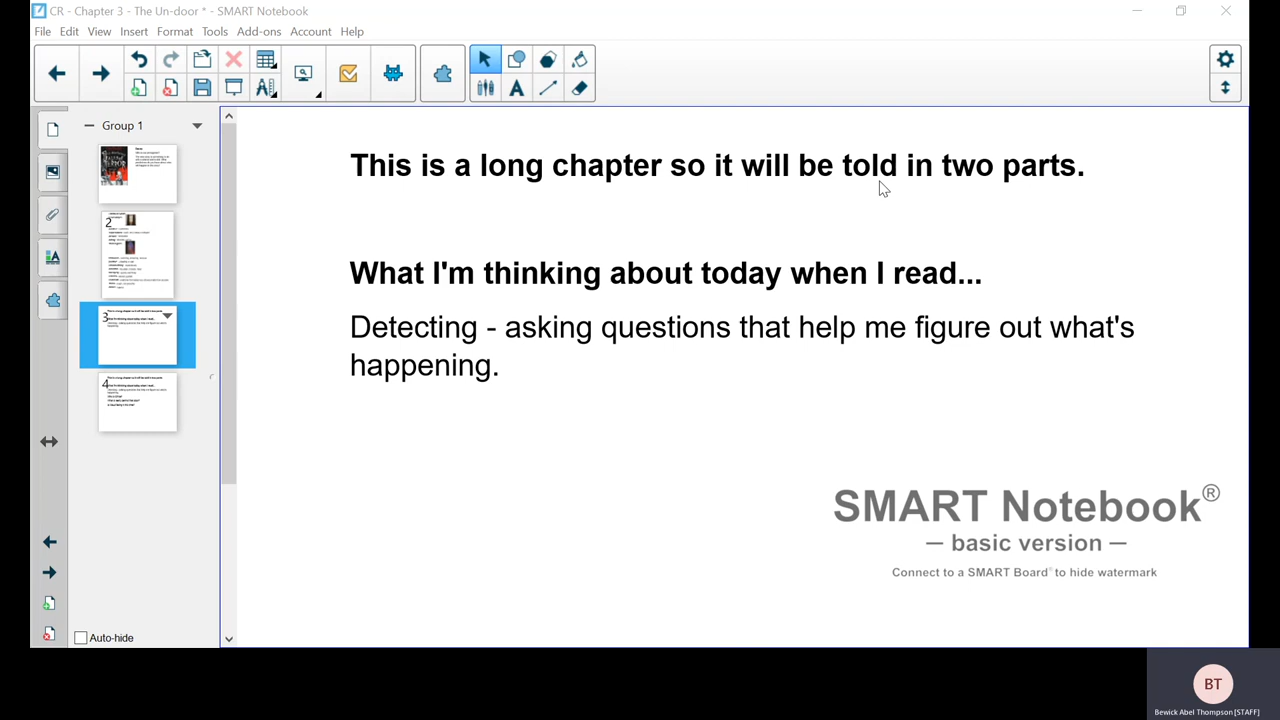 CR - Chapter 3 - The Un-door * - SMART Notebook
File Edit View Insert Format Tools Add-ons Account Help
Group 1
2
3
4
Auto-hide
This is a long chapter so it will be told in two parts.
What I'm thinking about today when I read...
Detecting - asking questions that help me figure out what's
happening.
SMART Notebook®
— basic version —
Connect to a SMART Board® to hide watermark
BT
Bewick Abel Thompson [STAFF]